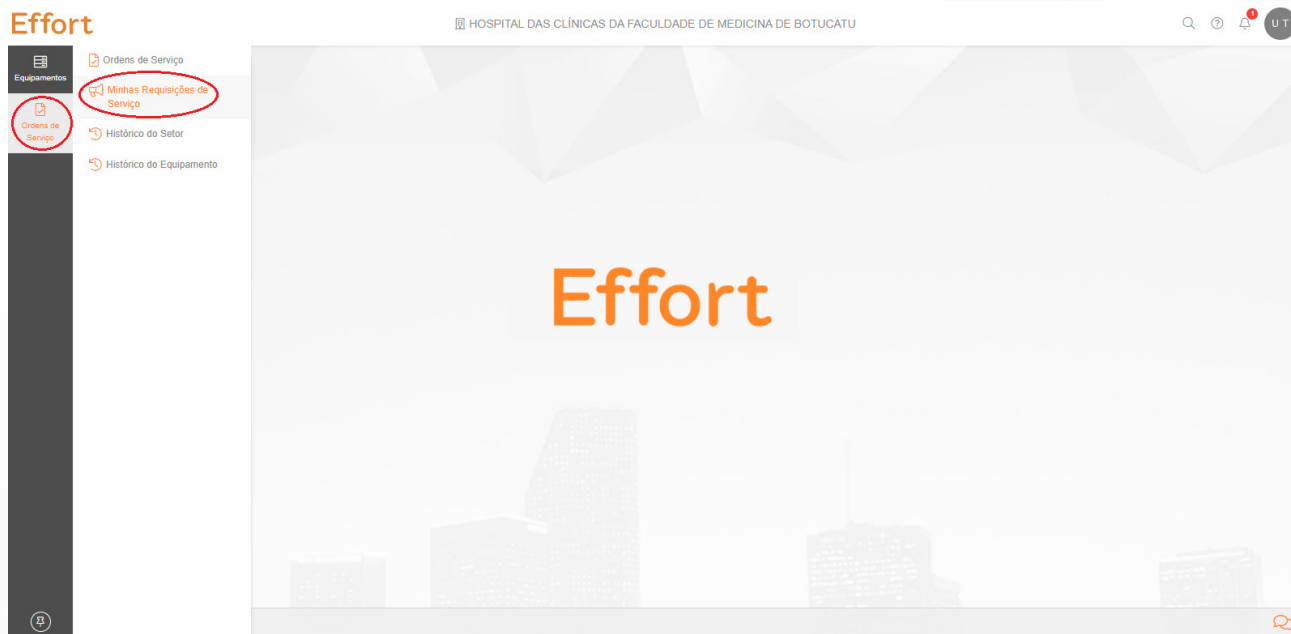 Effort
HOSPITAL DAS CLÍNICAS DA FACULDADE DE MEDICINA DE BOTUCATU
1
U T
Equipamentos
Ordens de
Serviço
Ordens de Serviço
Minhas Requisições de
Serviço
Histórico do Setor
Histórico do Equipamento
Effort